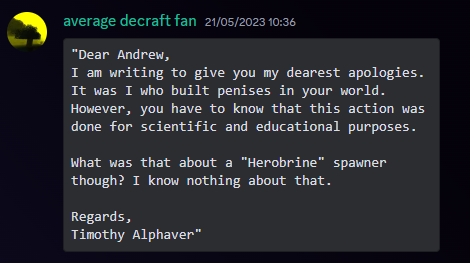 average decraft fan 21/05/2023 10:36
"Dear Andrew,
I am writing to give you my dearest apologies.
It was I who built penises in your world.
However, you have to know that this action was
done for scientific and educational purposes.
What was that about a "Herobrine" spawner
though? I know nothing about that.
Regards,
Timothy Alphaver"